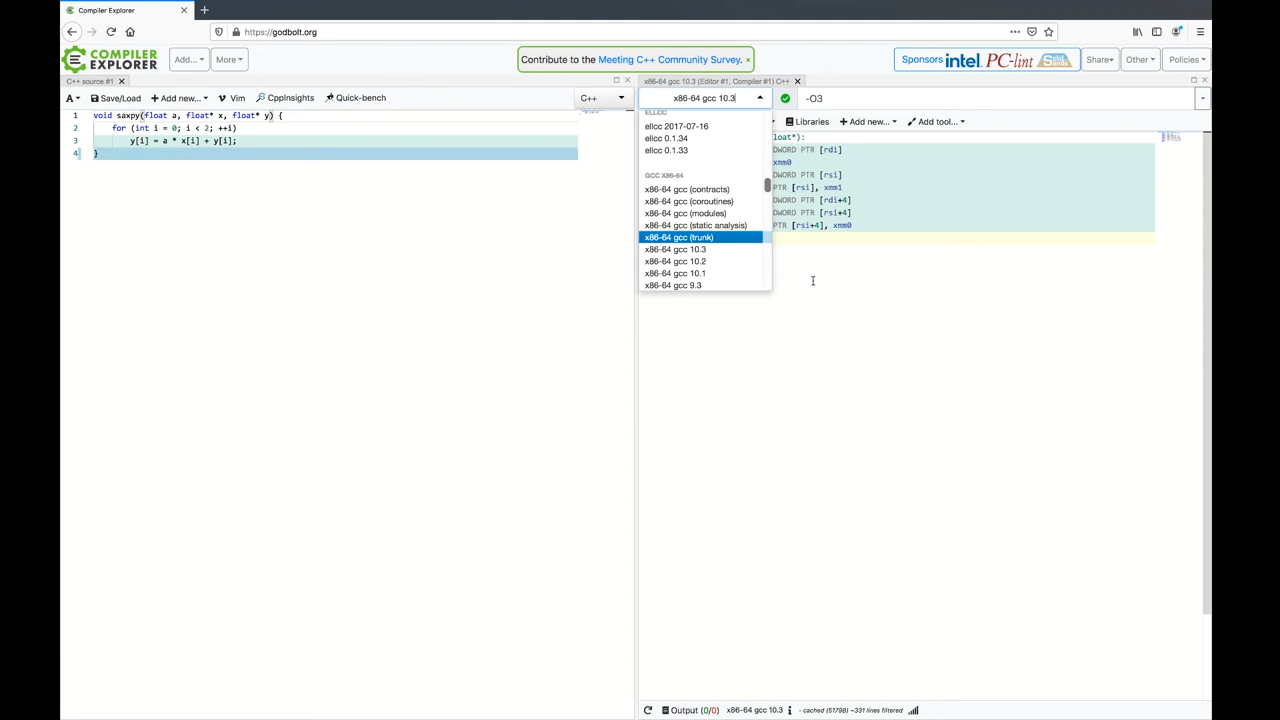 Compiler Explorer
https://godbolt.org
COMPILER
EXPLORER
Add...
More
Contribute to the Meeting C++ Community Survey. ×
Sponsors intel. PC-lint Solid Sands
Share
Other
Policies
C++ source #1
x86-64 gcc 10.3 (Editor #1, Compiler #1) C++
A
Save/Load
Add new...
Vim
CppInsights
Quick-bench
C++
x86-64 gcc 10.3
-O3
Libraries
Add new...
Add tool...
1 void saxpy(float a, float* x, float* y) {
2 for (int i = 0; i < 2; ++i)
3 y[i] = a * x[i] + y[i];
4 }
ELLCC
ellcc 2017-07-16
ellcc 0.1.34
ellcc 0.1.33
GCC X86-64
x86-64 gcc (contracts)
x86-64 gcc (coroutines)
x86-64 gcc (modules)
x86-64 gcc (static analysis)
x86-64 gcc (trunk)
x86-64 gcc 10.3
x86-64 gcc 10.2
x86-64 gcc 10.1
x86-64 gcc 9.3
loat*):
DWORD PTR [rdi]
xmm0
DWORD PTR [rsi]
PTR [rsi], xmm1
DWORD PTR [rdi+4]
DWORD PTR [rsi+4]
PTR [rsi+4], xmm0
Output (0/0) x86-64 gcc 10.3 i - cached (5179B) ~331 lines filtered